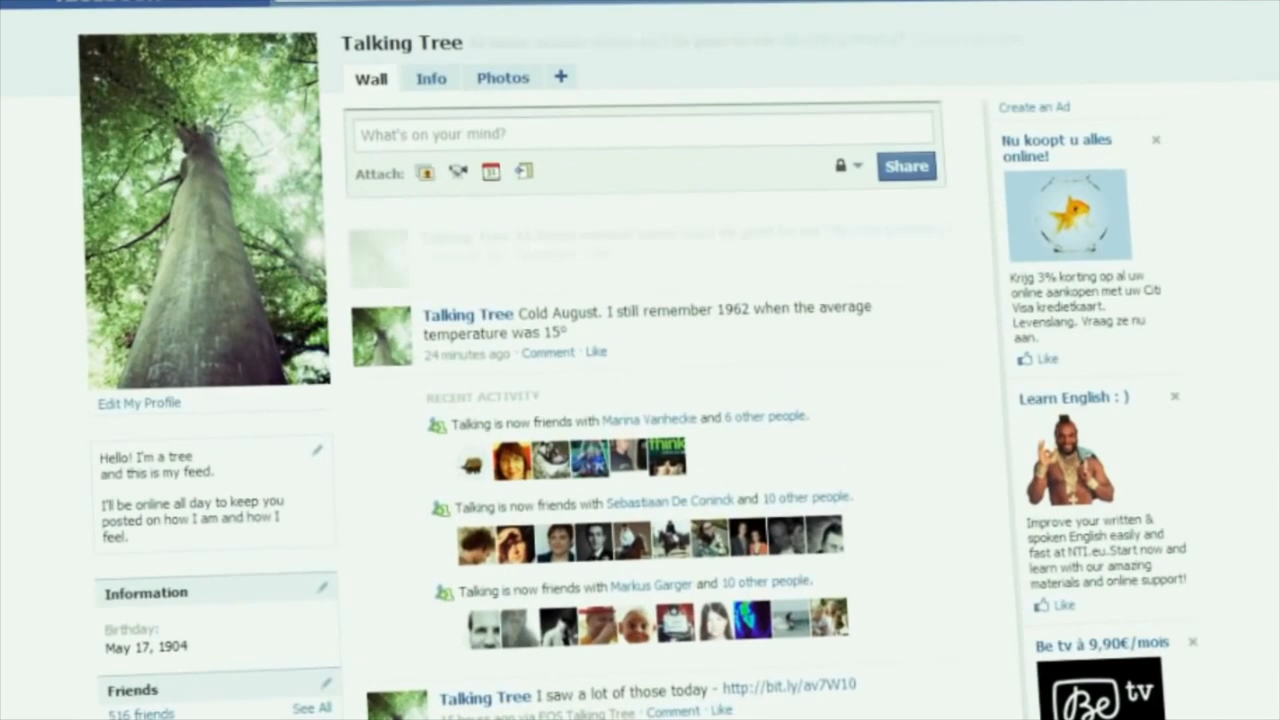 Talking Tree
Wall
Info
Photos
+
What's on your mind?
Attach:
31
Share
Talking Tree Cold August. I still remember 1962 when the average
temperature was 15°
24 minutes ago · Comment · Like
RECENT ACTIVITY
Talking is now friends with Marina Vanhecke and 6 other people.
think
Talking is now friends with Sebastiaan De Coninck and 10 other people.
Talking is now friends with Markus Garger and 10 other people.
Talking Tree I saw a lot of those today - http://bit.ly/av7W10
15 hours ago via EOS Talking Tree · Comment · Like
Edit My Profile
Hello! I'm a tree
and this is my feed.
I'll be online all day to keep you
posted on how I am and how I
feel.
Information
Birthday:
May 17, 1904
Friends
516 friends
See All
Create an Ad
Nu koopt u alles
online!
Krijg 3% korting op al uw
online aankopen met uw Citi
Visa kredietkaart.
Levenslang. Vraag ze nu
aan.
Like
Learn English : )
Improve your written &
spoken English easily and
fast at NTI.eu.Start now and
learn with our amazing
materials and online support!
Like
Be tv à 9,90€/mois
Be tv